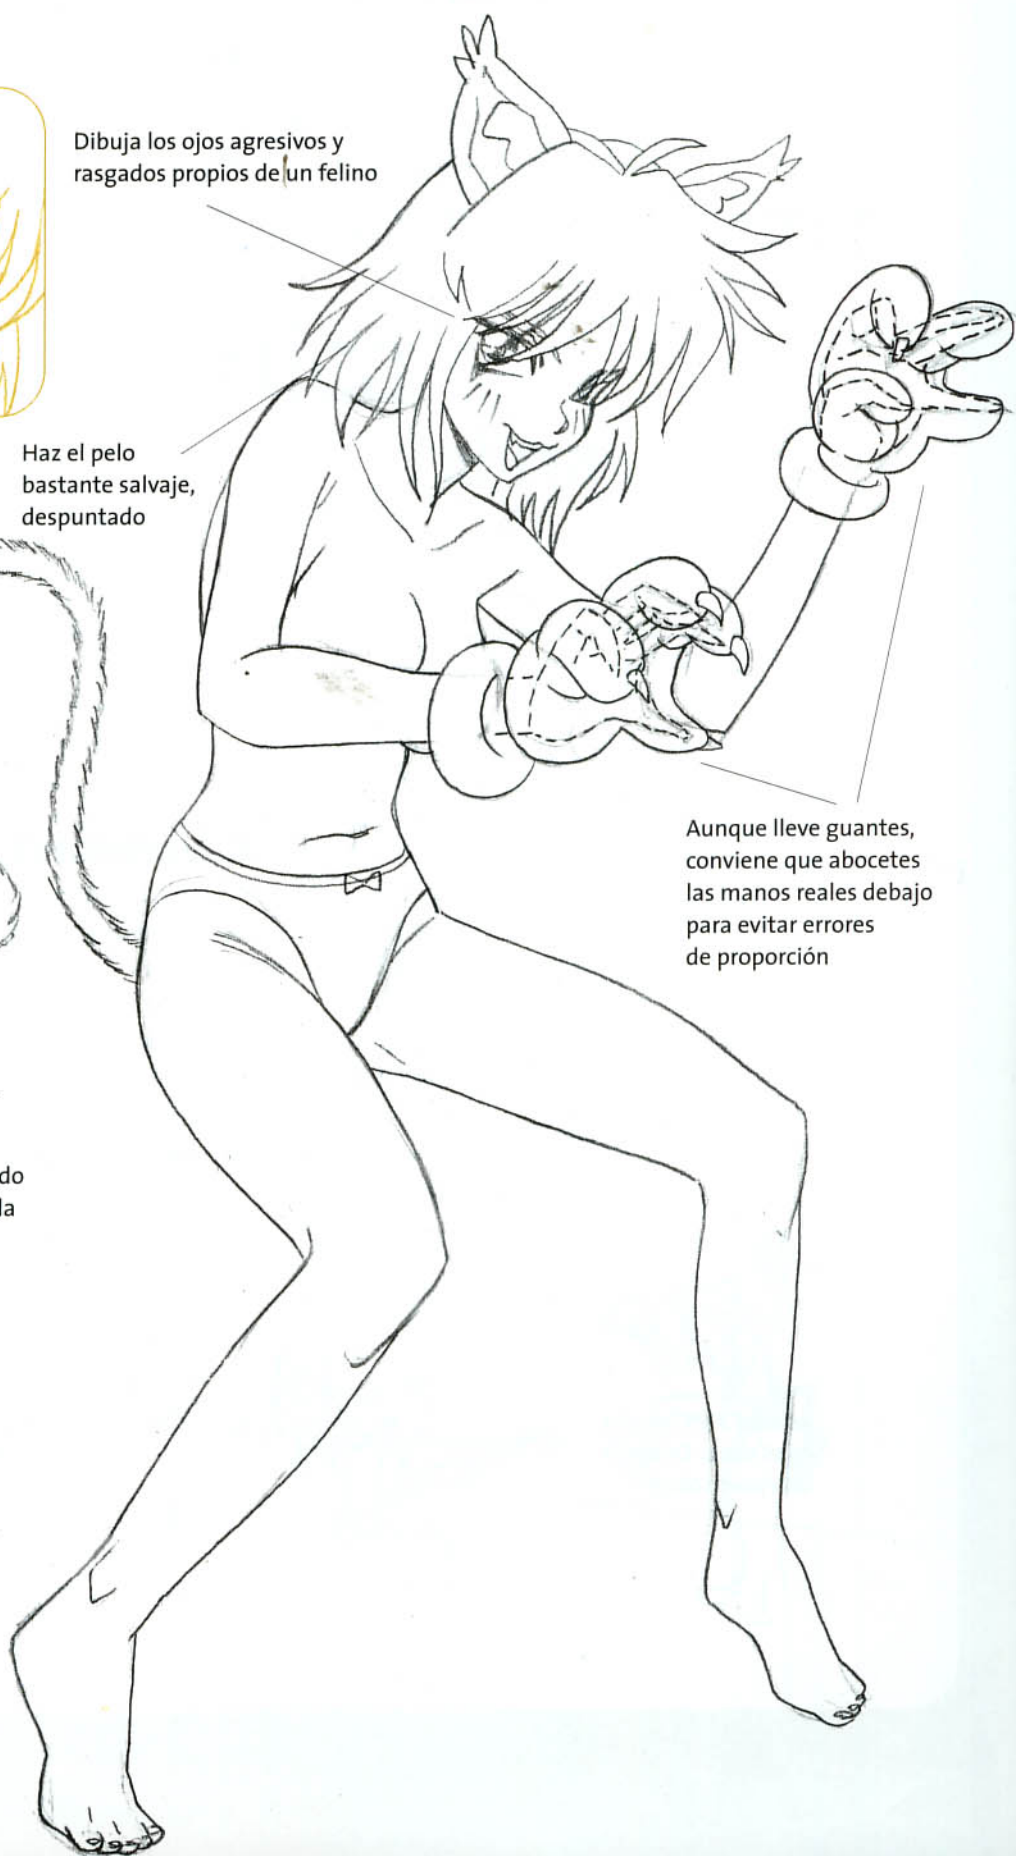 Dibuja los ojos agresivos y
rasgados propios de un felino
Haz el pelo
bastante salvaje,
despuntado
Aunque lleve guantes,
conviene que abocetes
las manos reales debajo
para evitar errores
de proporción
do